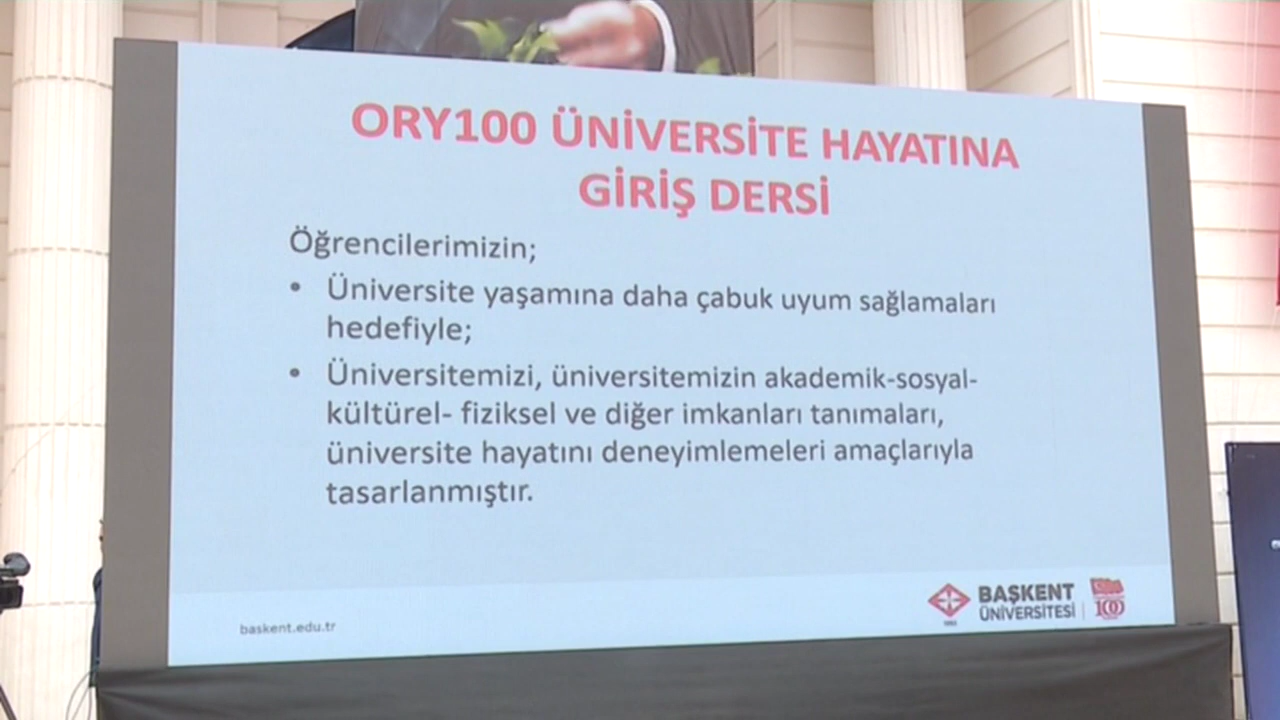 ORY100 ÜNİVERSİTE HAYATINA
GİRİŞ DERSİ
Öğrencilerimizin;
• Üniversite yaşamına daha çabuk uyum sağlamaları
hedefiyle;
• Üniversitemizi, üniversitemizin akademik-sosyal-
kültürel- fiziksel ve diğer imkanları tanımaları,
üniversite hayatını deneyimlemeleri amaçlarıyla
tasarlanmıştır.
baskent.edu.tr
BAŞKENT
ÜNİVERSİTESİ
100